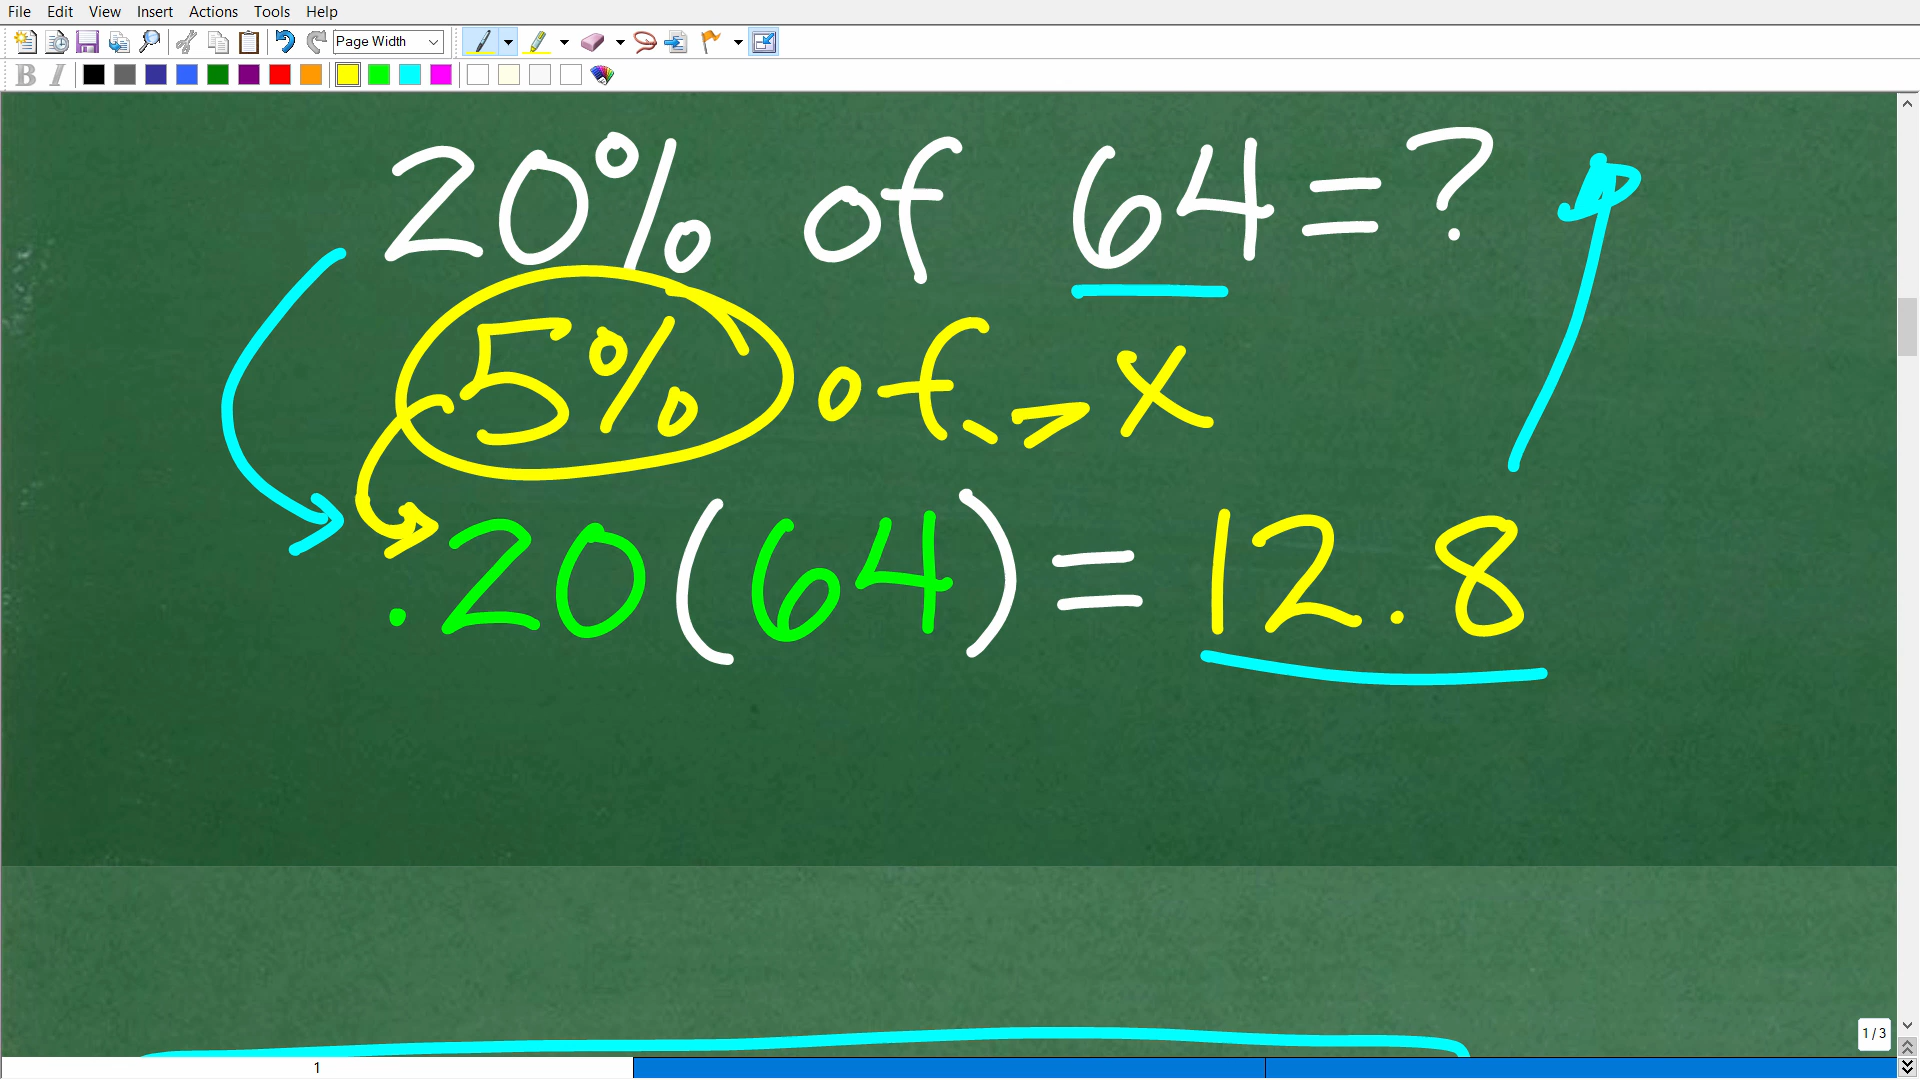 File Edit View Insert Actions Tools Help
Page Width
B I
20% of 64 = ?
5% of x
.20(64) = 12.8
1 / 3
1